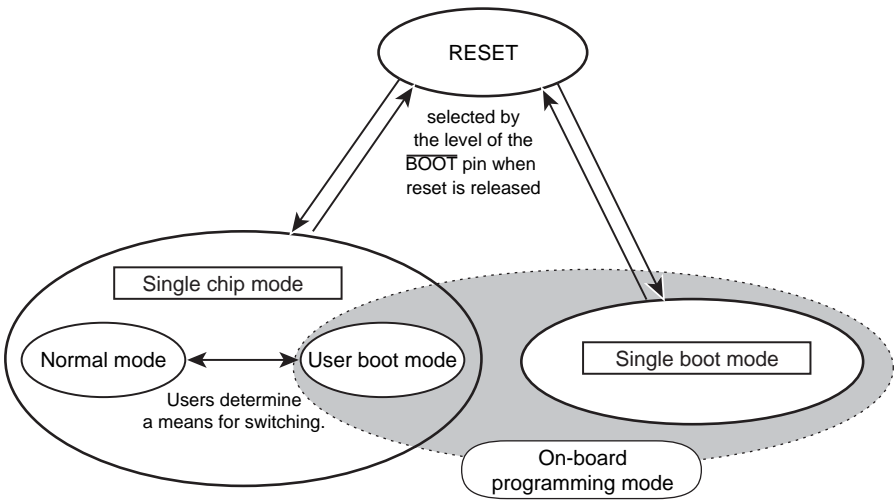 RESET
selected by
the level of the
BOOT pin when
reset is released
Single chip mode
Normal mode
User boot mode
Single boot mode
Users determine
a means for switching.
On-board
programming mode